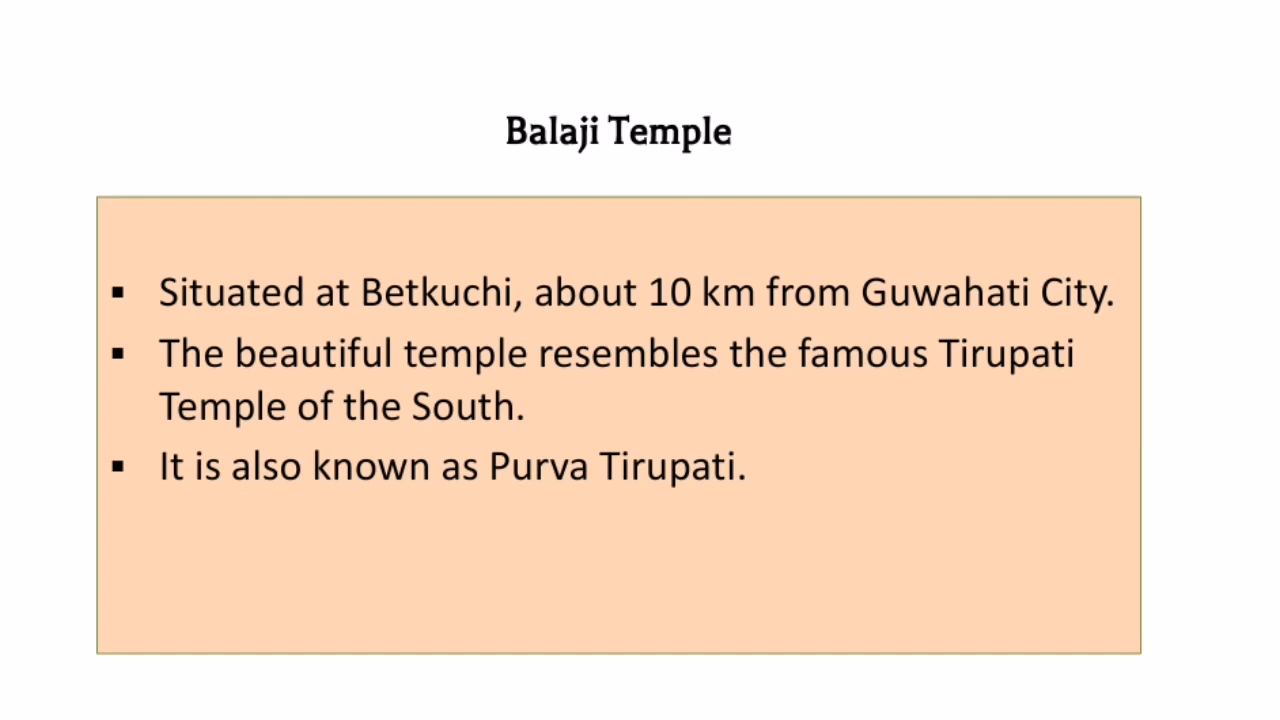 Balaji Temple
▪ Situated at Betkuchi, about 10 km from Guwahati City.
▪ The beautiful temple resembles the famous Tirupati
Temple of the South.
▪ It is also known as Purva Tirupati.